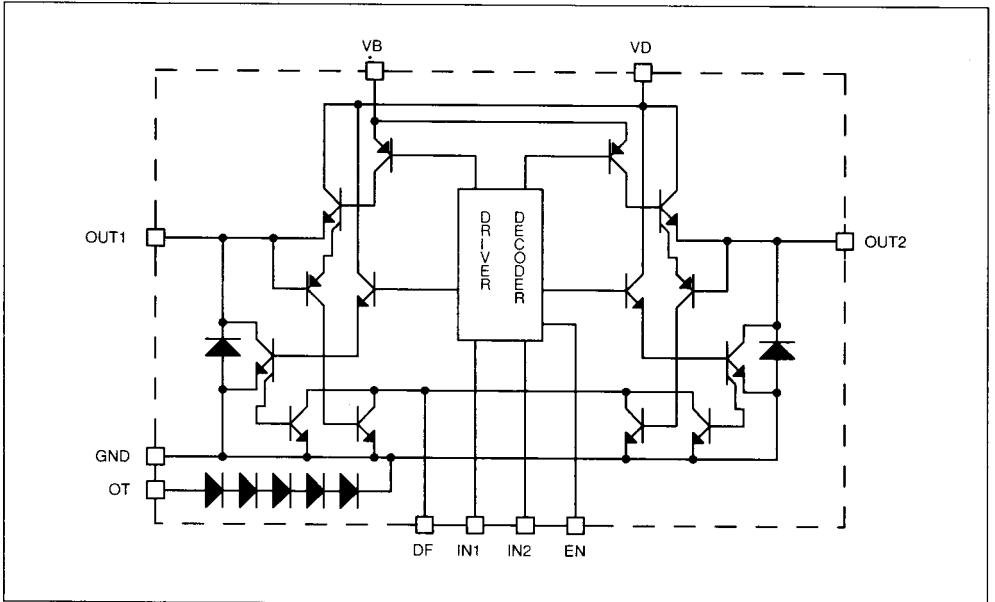 VB
VD
DRIVER
DECODER
OUT1
OUT2
GND
OT
DF
IN1
IN2
EN